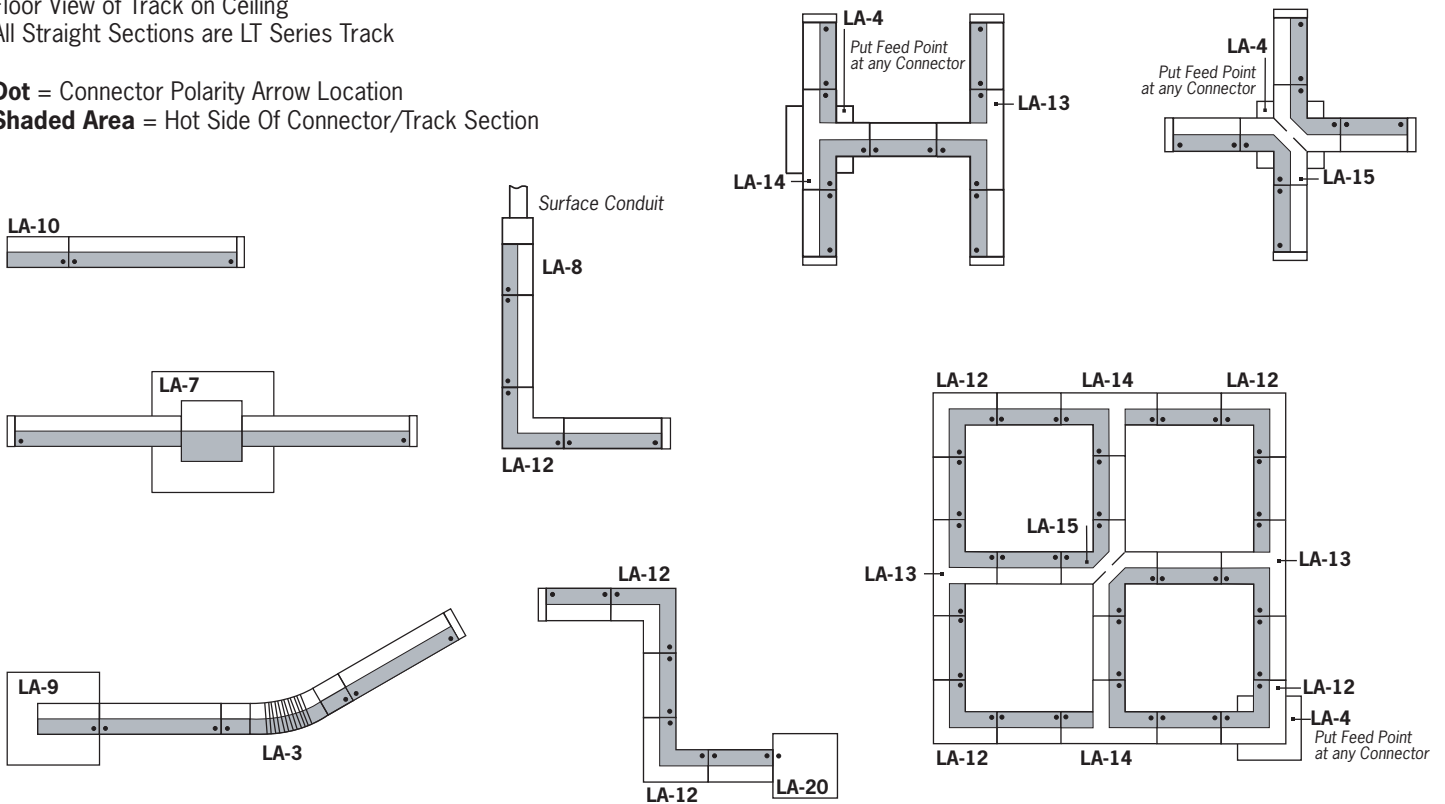 Floor View of Track on Ceiling
All Straight Sections are LT Series Track
Dot = Connector Polarity Arrow Location
Shaded Area = Hot Side Of Connector/Track Section
LA-4
Put Feed Point
at any Connector
LA-13
LA-14
LA-4
Put Feed Point
at any Connector
LA-15
LA-10
Surface Conduit
LA-8
LA-12
LA-7
LA-12
LA-14
LA-12
LA-15
LA-13
LA-13
LA-12
LA-4
Put Feed Point
at any Connector
LA-12
LA-14
LA-9
LA-3
LA-12
LA-20
LA-12